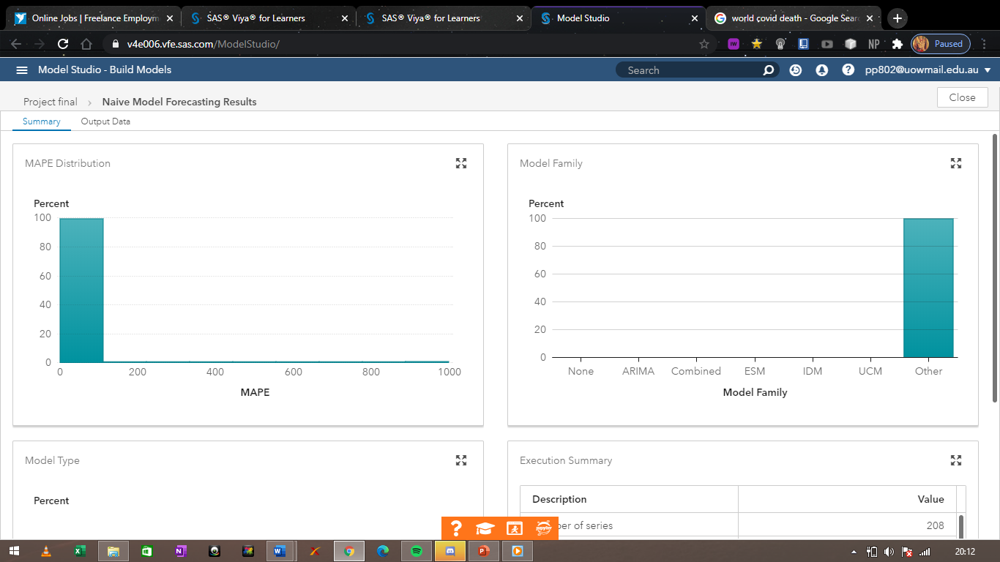 Online Jobs | Freelance Employm
SAS® Viya® for Learners
SAS® Viya® for Learners
Model Studio
world covid death - Google Sear
v4e006.vfe.sas.com/ModelStudio/
NP
Paused
Model Studio - Build Models
Search
pp802@uowmail.edu.au
Project final
Naive Model Forecasting Results
Close
Summary
Output Data
MAPE Distribution
Percent
100
80
60
40
20
0
0 200 400 600 800 1000
MAPE
Model Family
Percent
100
80
60
40
20
0
None ARIMA Combined ESM IDM UCM Other
Model Family
Model Type
Percent
Execution Summary
Description Value
ber of series 208
20:12